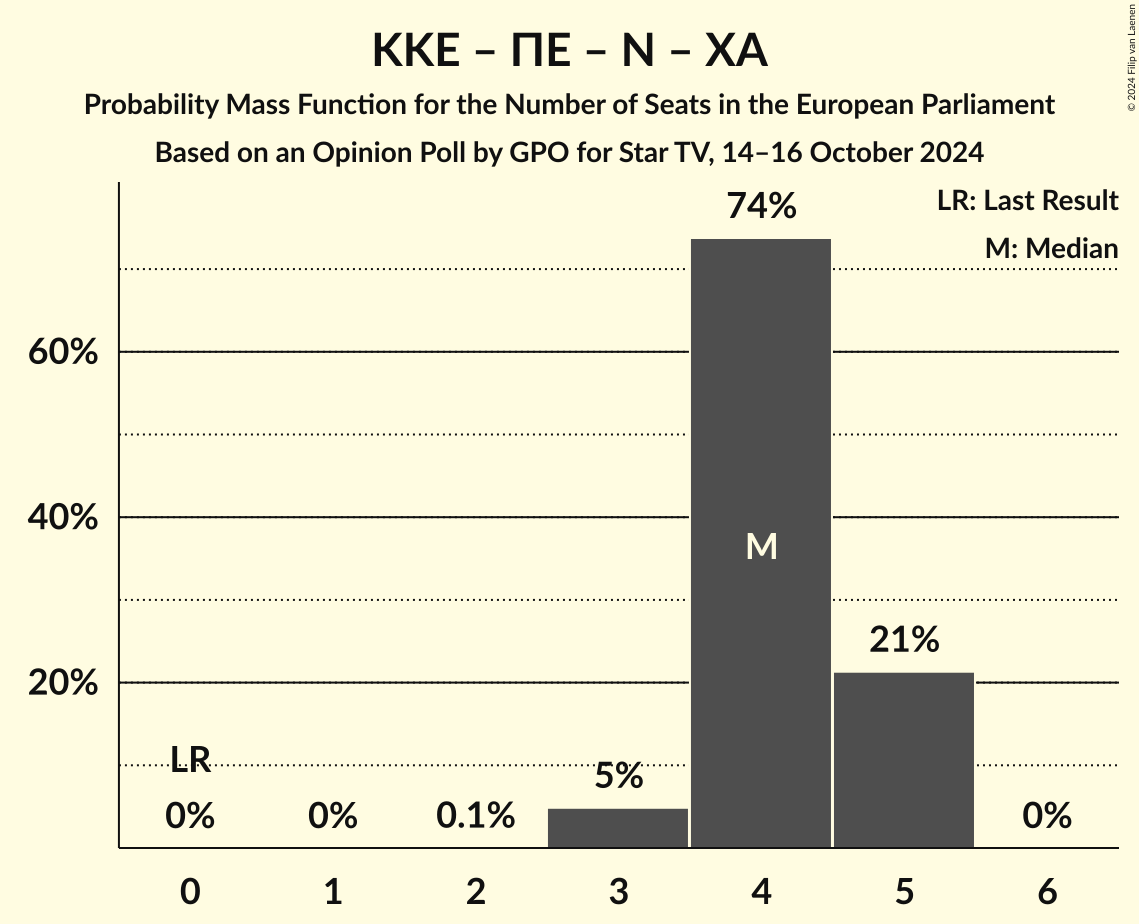 ΚΚΕ – ΠΕ – Ν – ΧΑ
Probability Mass Function for the Number of Seats in the European Parliament
Based on an Opinion Poll by GPO for Star TV, 14–16 October 2024
© 2024 Filip van Laenen
LR: Last Result
M: Median
74%
60%
40%
M
21%
20%
LR
5%
0%
0%
0.1%
0%
0
1
2
3
4
5
6